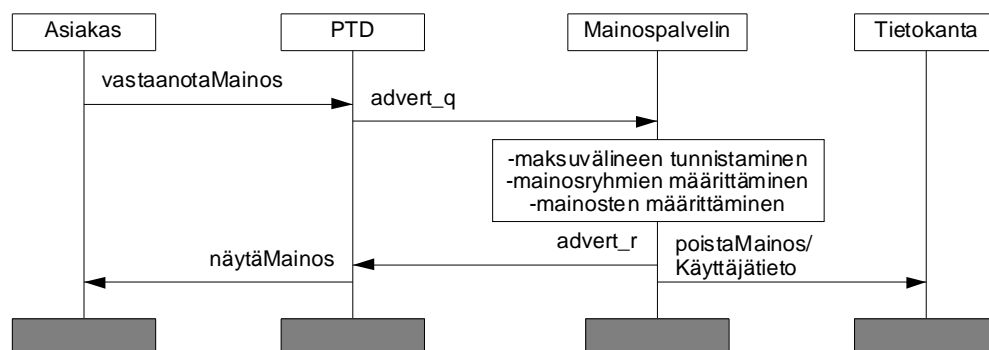 Asiakas
PTD
Mainospalvelin
Tietokanta
vastaanotaMainos
advert_q
-maksuvälineen tunnistaminen
-mainosryhmien määrittäminen
-mainosten määrittäminen
advert_r
poistaMainos/
Käyttäjätieto
näytäMainos